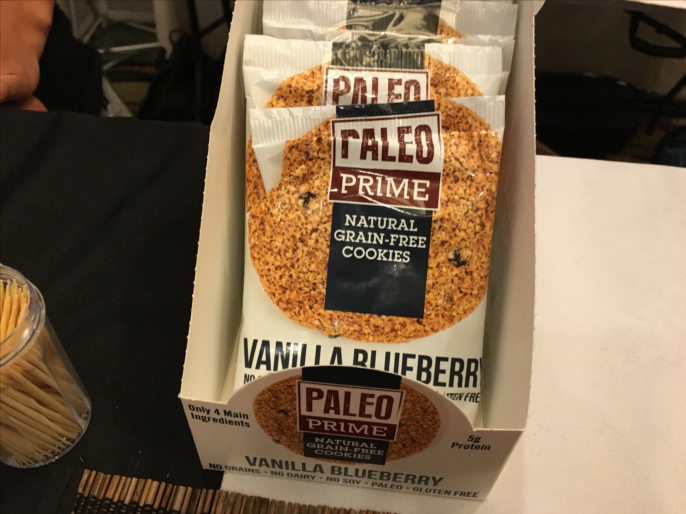 PALEO
PALEO
PRIME
NATURAL
GRAIN-FREE
COOKIES
VANILLA BLUEBERRY
NO
Only 4 Main
Ingredients
PALEO
PRIME
NATURAL
GRAIN-FREE
COOKIES
5g
Protein
VANILLA BLUEBERRY
NO GRAINS - NO DAIRY - NO SOY - PALEO - GLUTEN FREE